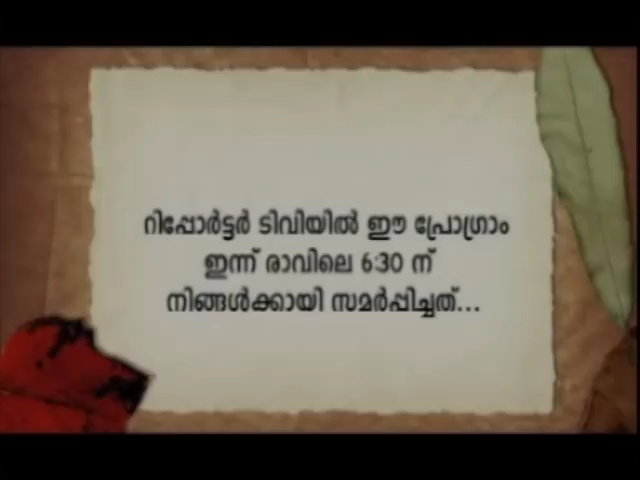 റിപ്പോർട്ടർ ടിവിയിൽ ഈ പ്രോഗ്രാം
ഇന്ന് രാവിലെ 6:30 ന്
നിങ്ങൾക്കായി സമർപ്പിച്ചത്...